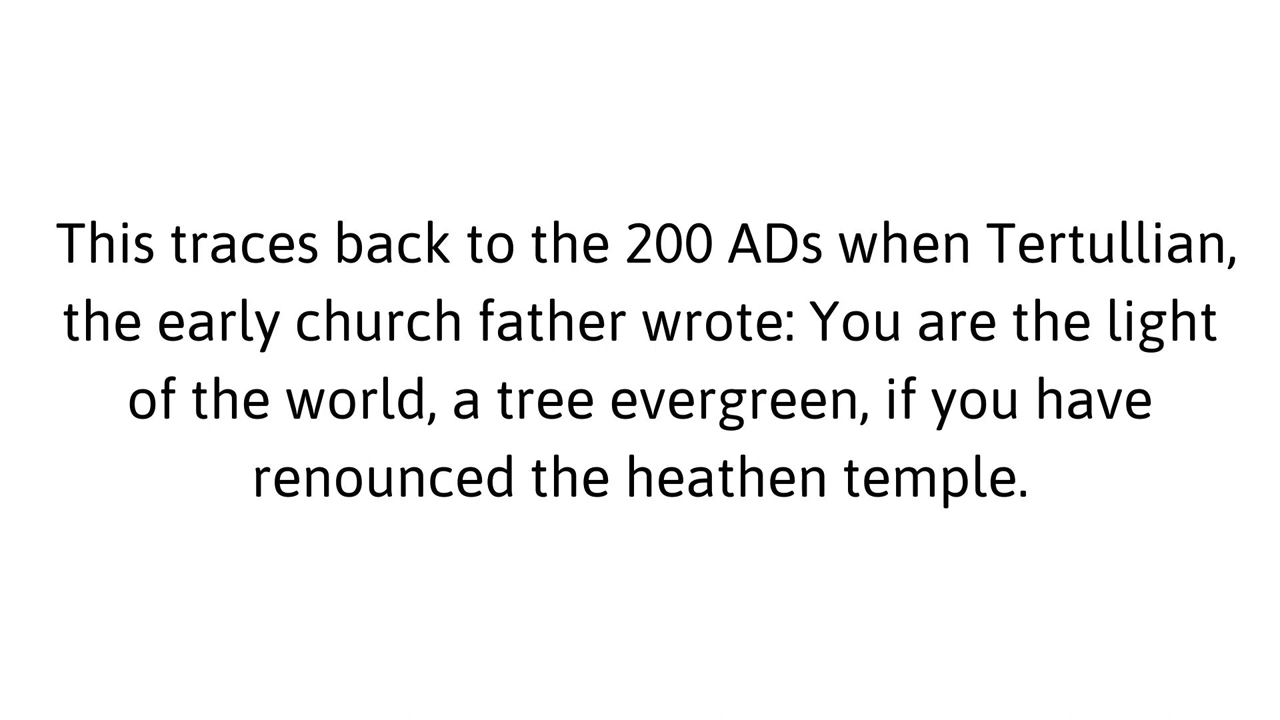 This traces back to the 200 ADs when Tertullian,
the early church father wrote: You are the light
of the world, a tree evergreen, if you have
renounced the heathen temple.